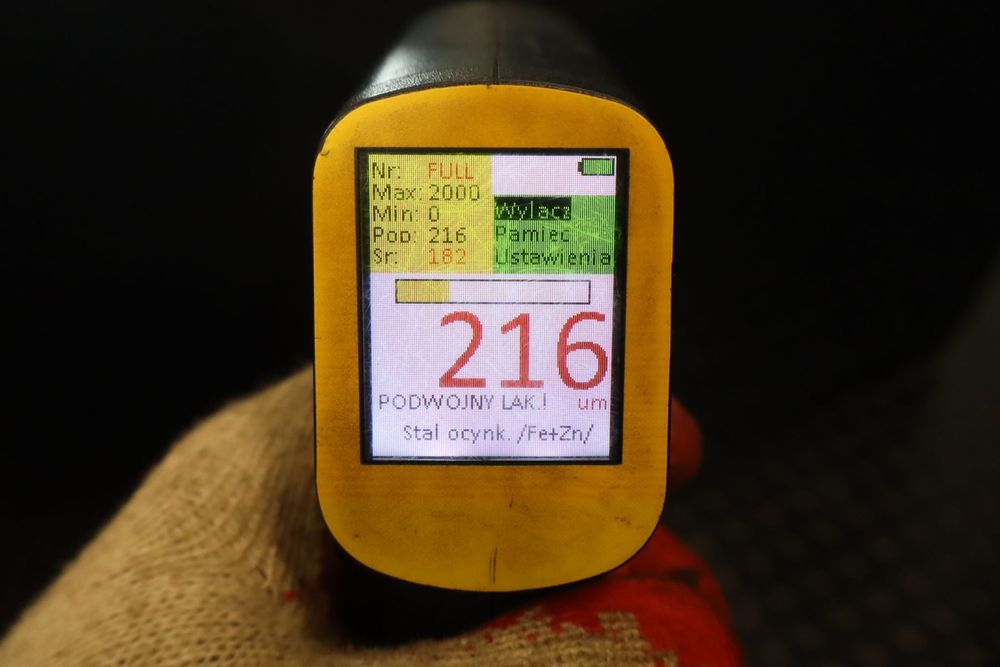 Nr: FULL
Max: 2000
Min: 0
Pop: 216
Sr: 182
Wylacz
Pamiec
Ustawienia
216
PODWOJNY LAK.! um
Stal ocynk. /Fe+Zn/